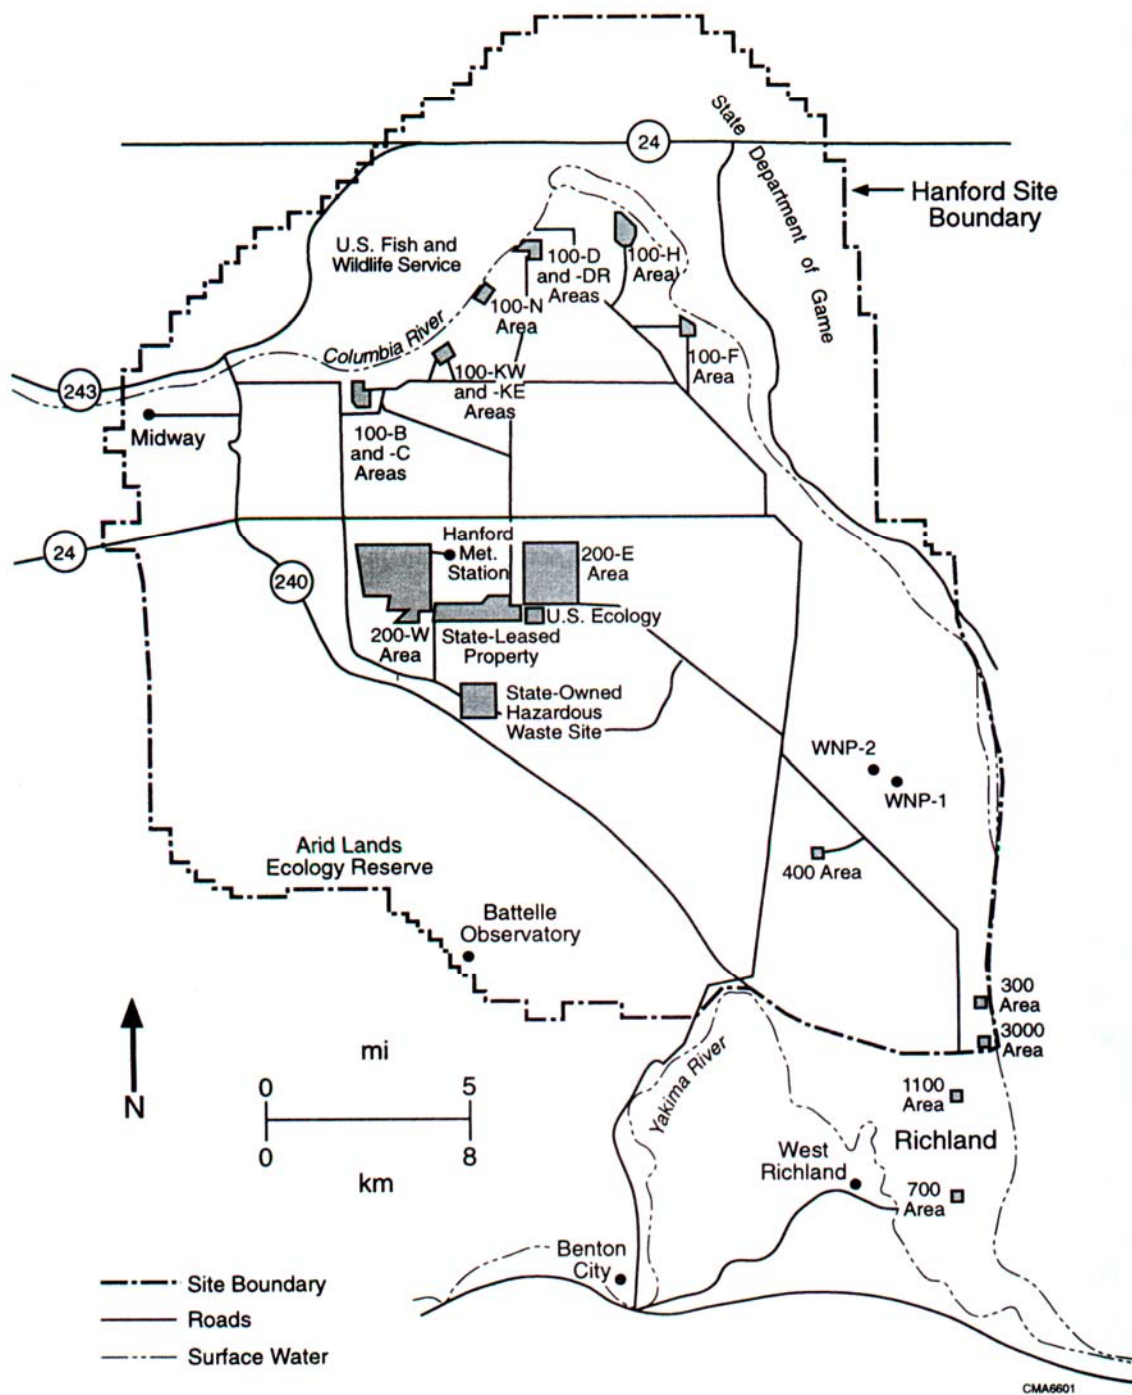 24
State Department of Game
Hanford Site
Boundary
U.S. Fish and
Wildlife Service
100-D
and -DR
Areas
100-H
Area
100-N
Area
Columbia River
100-F
Area
243
100-KW
and -KE
Areas
Midway
100-B
and -C
Areas
24
240
Hanford
Met.
Station
200-E
Area
U.S. Ecology
200-W
Area
State-Leased
Property
State-Owned
Hazardous
Waste Site
WNP-2
WNP-1
Arid Lands
Ecology Reserve
400 Area
Battelle
Observatory
300
Area
3000
Area
N
mi
0 5
0 8
km
Yakima River
1100
Area
Richland
West
Richland
700
Area
Benton
City
Site Boundary
Roads
Surface Water
CMA6601